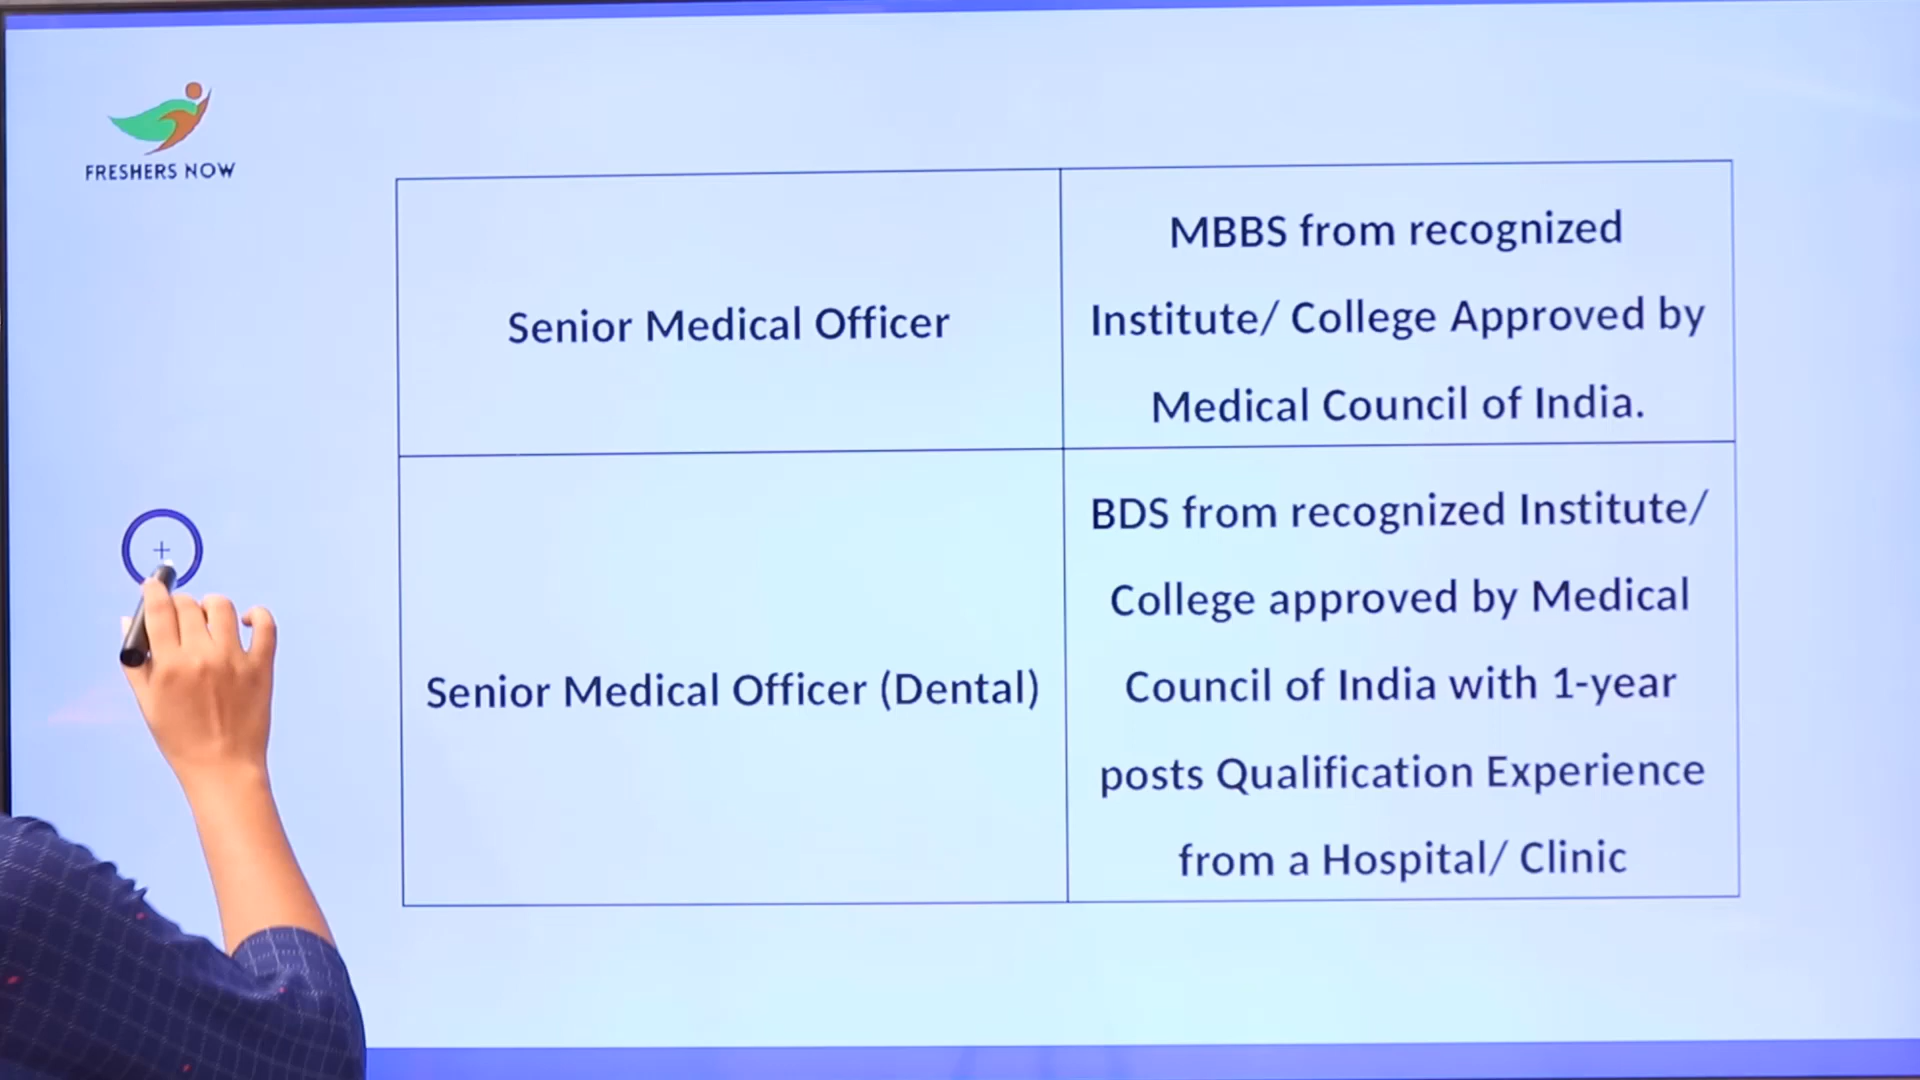 FRESHERS NOW
Senior Medical Officer
MBBS from recognized
Institute/ College Approved by
Medical Council of India.
Senior Medical Officer (Dental)
BDS from recognized Institute/
College approved by Medical
Council of India with 1-year
posts Qualification Experience
from a Hospital/ Clinic